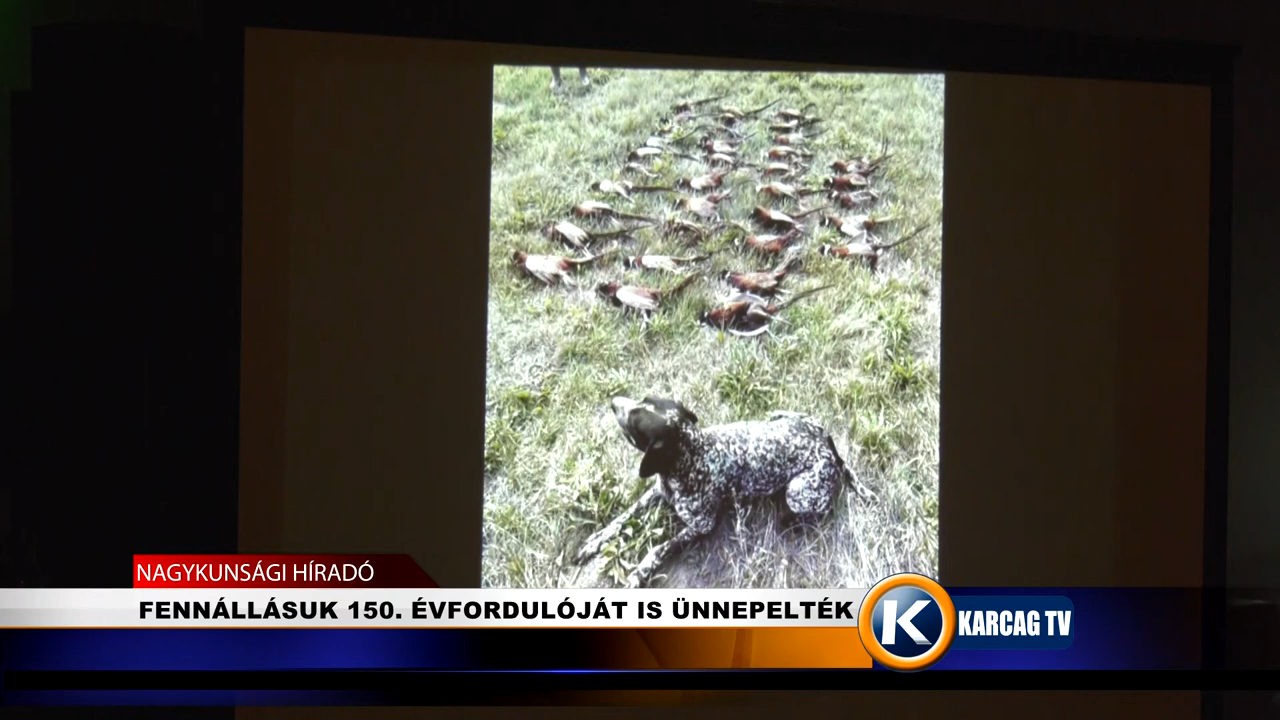 NAGYKUNSÁGI HÍRADÓ
FENNÁLLÁSUK 150. ÉVFORDULÓJÁT IS ÜNNEPELTÉK
K KARCAG TV